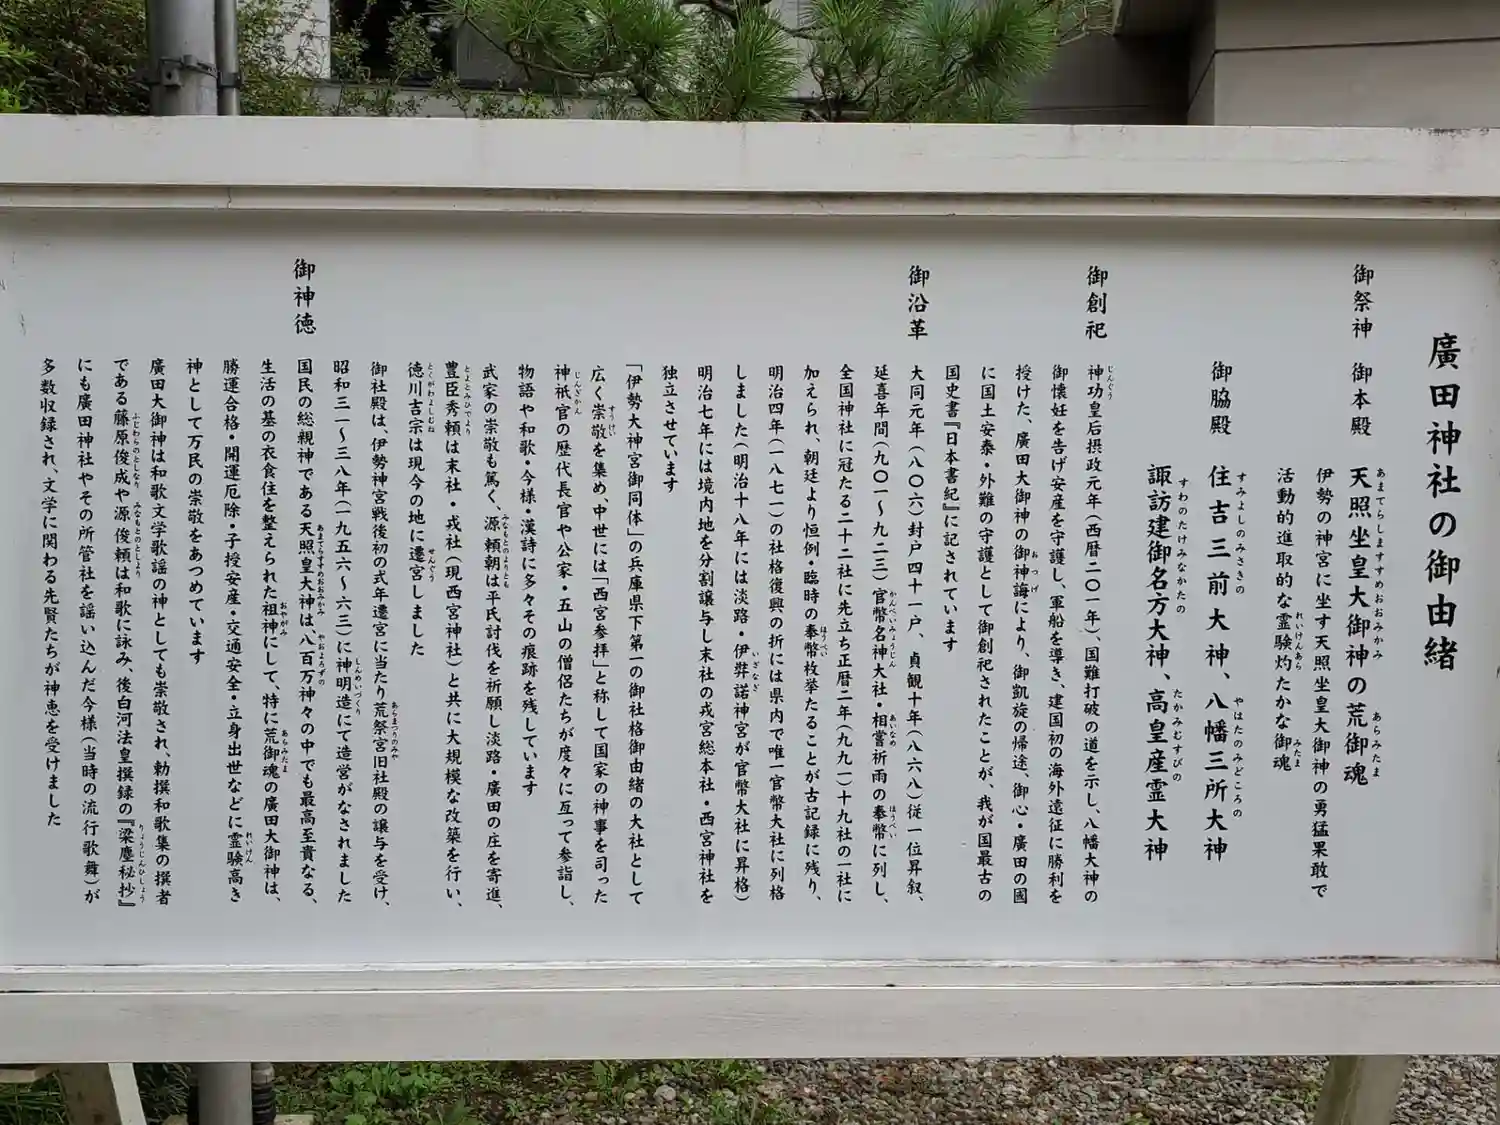 廣田神社の御由緒
御祭神　御本殿　天照坐皇大御神の荒御魂
伊勢の神宮に坐す天照坐皇大御神の勇猛果敢で
活動的進取的な霊験灼たかな御魂
御脇殿　住吉三前大神、八幡三所大神
諏訪建御名方大神、高皇産霊大神
御創祀　神功皇后摂政元年(西暦二〇一年)、国難打破の道を示し、八幡大神の
御懐妊を告げ安産を守護し、軍船を導き、建国初の海外遠征に勝利を
授けた、廣田大御神の御神誨により、御凱旋の帰途、御心・廣田の國
に国土安泰・外難の守護として御創祀されたことが、我が国最古の
国史書『日本書紀』に記されています
御沿革　大同元年(八〇六)封戸四十一戸、貞観十年(八六八)従一位昇叙、
延喜年間(九〇一〜九二三)官幣名神大社・相嘗祈雨の奉幣に列し、
全国神社に冠たる二十二社に先立ち正暦二年(九九一)十九社の一社に
加えられ、朝廷より恒例・臨時の奉幣枚挙たることが古記録に残り、
明治四年(一八七一)の社格復興の折には県内で唯一官幣大社に列格
しました(明治十八年には淡路・伊弉諾神宮が官幣大社に昇格)
明治七年には境内地を分割譲与し末社の戎宮総本社・西宮神社を
独立させています
「伊勢大神宮御同体」の兵庫県下第一の御社格御由緒の大社として
広く崇敬を集め、中世には「西宮参拝」と称して国家の神事を司った
神祇官の歴代長官や公家・五山の僧侶たちが度々に亙って参詣し、
物語や和歌・今様・漢詩に多々その痕跡を残しています
武家の崇敬も篤く、源頼朝は平氏討伐を祈願し淡路・廣田の庄を寄進、
豊臣秀頼は末社・戎社(現西宮神社)と共に大規模な改築を行い、
徳川吉宗は現今の地に遷宮しました
御社殿は、伊勢神宮戦後初の式年遷宮に当たり荒祭宮旧社殿の譲与を受け、
昭和三一〜三八年(一九五六〜六三)に神明造にて造営がなされました
御神徳　国民の総親神である天照皇大神は八百万神々の中でも最高至貴なる、
生活の基の衣食住を整えられた祖神にして、特に荒御魂の廣田大御神は、
勝運合格・開運厄除・子授安産・交通安全・立身出世などに霊験高き
神として万民の崇敬をあつめています
廣田大御神は和歌文学歌謡の神としても崇敬され、勅撰和歌集の撰者
である藤原俊成や源俊頼は和歌に詠み、後白河法皇撰録の『梁塵秘抄』
にも廣田神社やその所管社を謡い込んだ今様(当時の流行歌舞)が
多数収録され、文学に関わる先賢たちが神恵を受けました